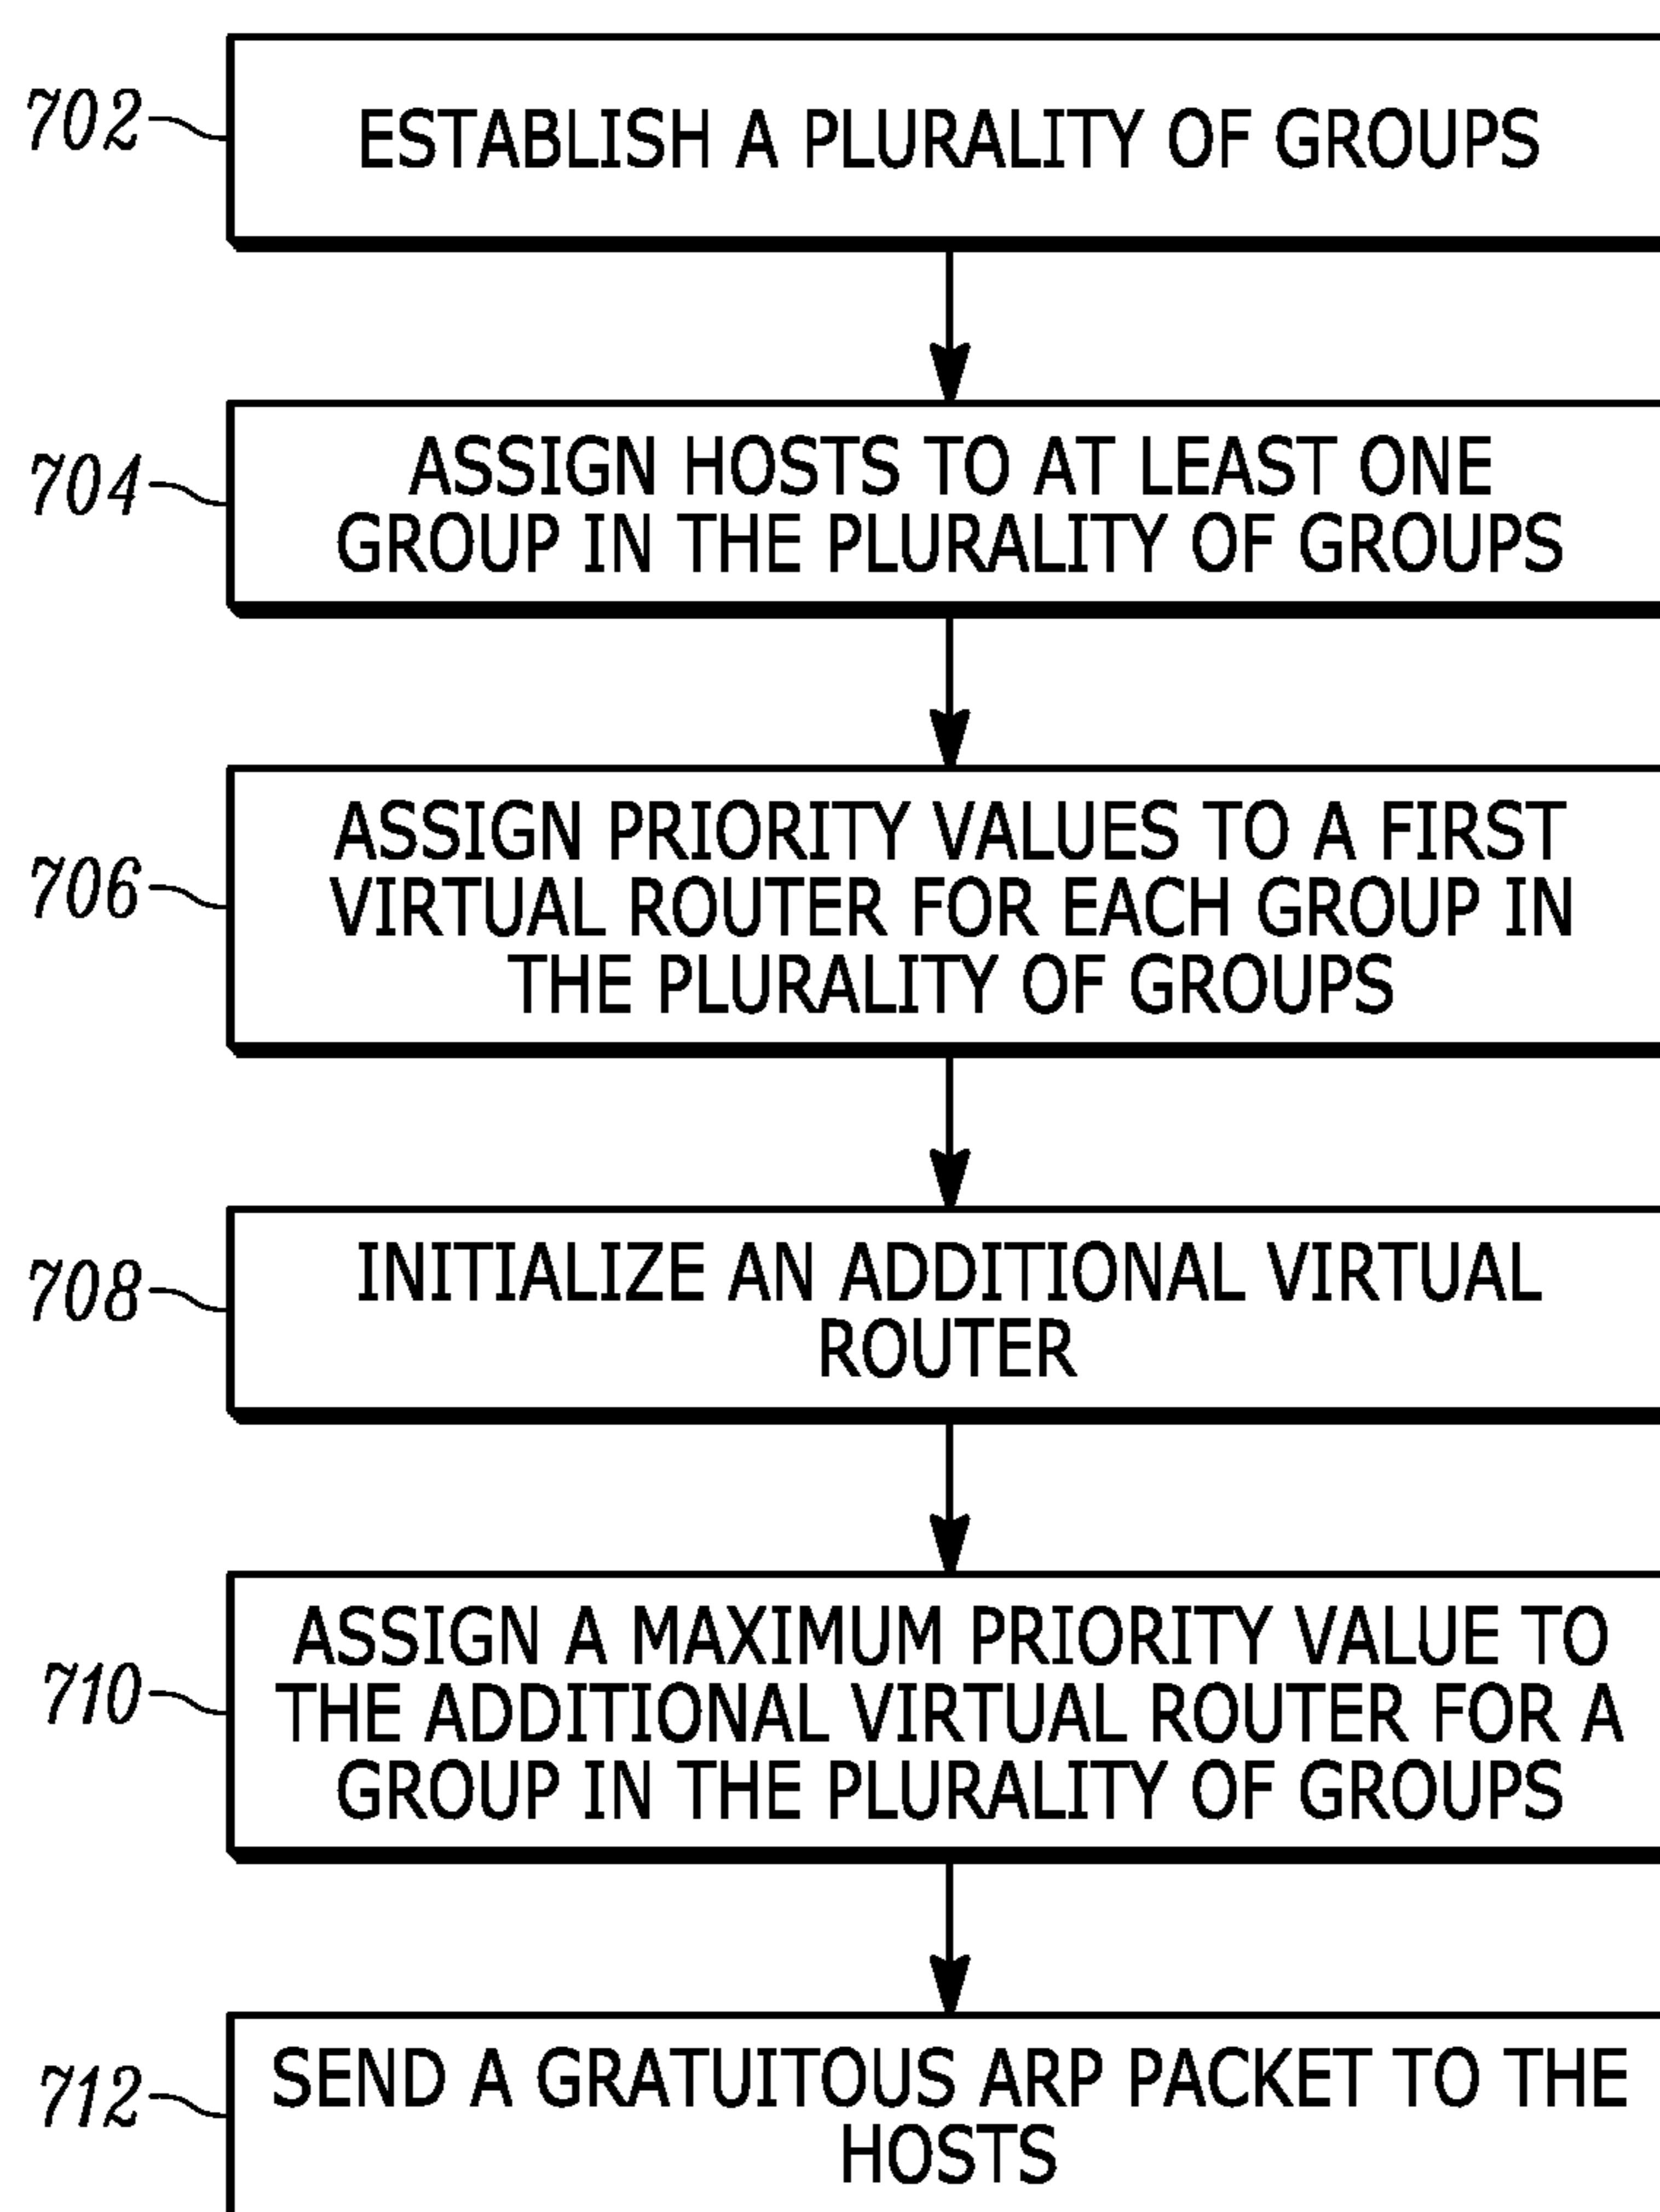 702
ESTABLISH A PLURALITY OF GROUPS
704
ASSIGN HOSTS TO AT LEAST ONE
GROUP IN THE PLURALITY OF GROUPS
706
ASSIGN PRIORITY VALUES TO A FIRST
VIRTUAL ROUTER FOR EACH GROUP IN
THE PLURALITY OF GROUPS
708
INITIALIZE AN ADDITIONAL VIRTUAL
ROUTER
710
ASSIGN A MAXIMUM PRIORITY VALUE TO
THE ADDITIONAL VIRTUAL ROUTER FOR A
GROUP IN THE PLURALITY OF GROUPS
712
SEND A GRATUITOUS ARP PACKET TO THE
HOSTS